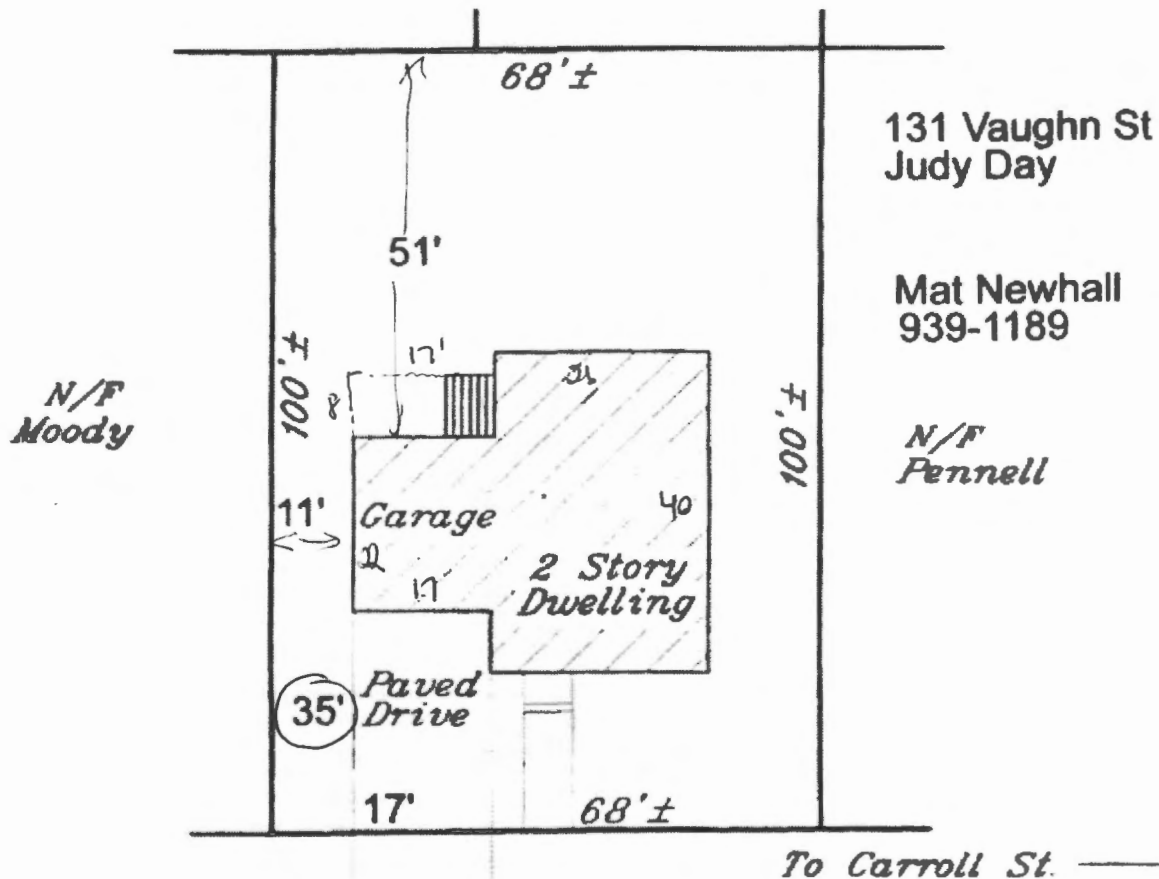 68'±
131 Vaughn St
Judy Day
51'
Mat Newhall
939-1189
17'
8
100'±
100'±
N/F
Moody
N/F
Pennell
11'
Garage
40
22
17
2 Story
Dwelling
35'
Paved
Drive
17'
68'±
To Carroll St.